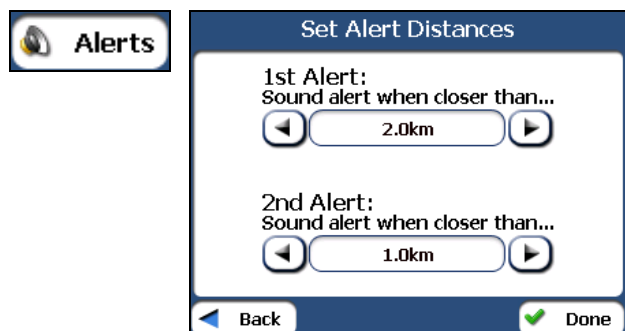 Alerts
Set Alert Distances
1st Alert:
Sound alert when closer than...
2.0km
2nd Alert:
Sound alert when closer than...
1.0km
Back
Done